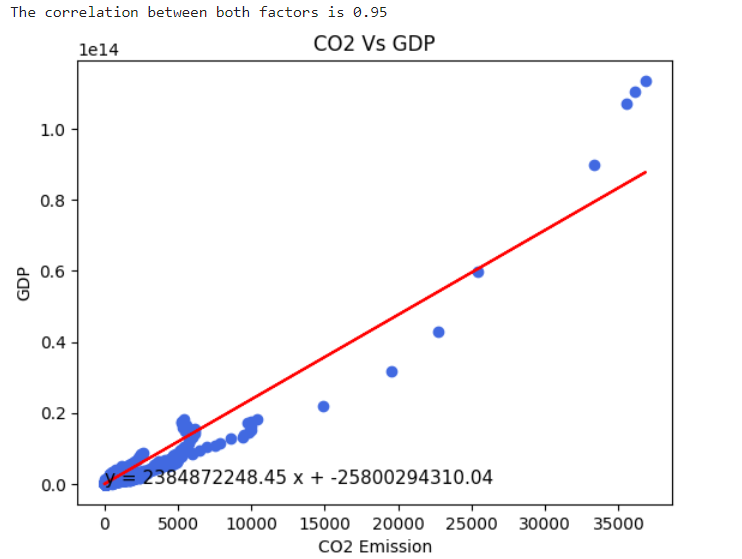 The correlation between both factors is 0.95
CO2 Vs GDP
1e14
1.0
0.8
0.6
0.4
0.2
0.0
GDP
y = 2384872248.45 x + -25800294310.04
0 5000 10000 15000 20000 25000 30000 35000
CO2 Emission